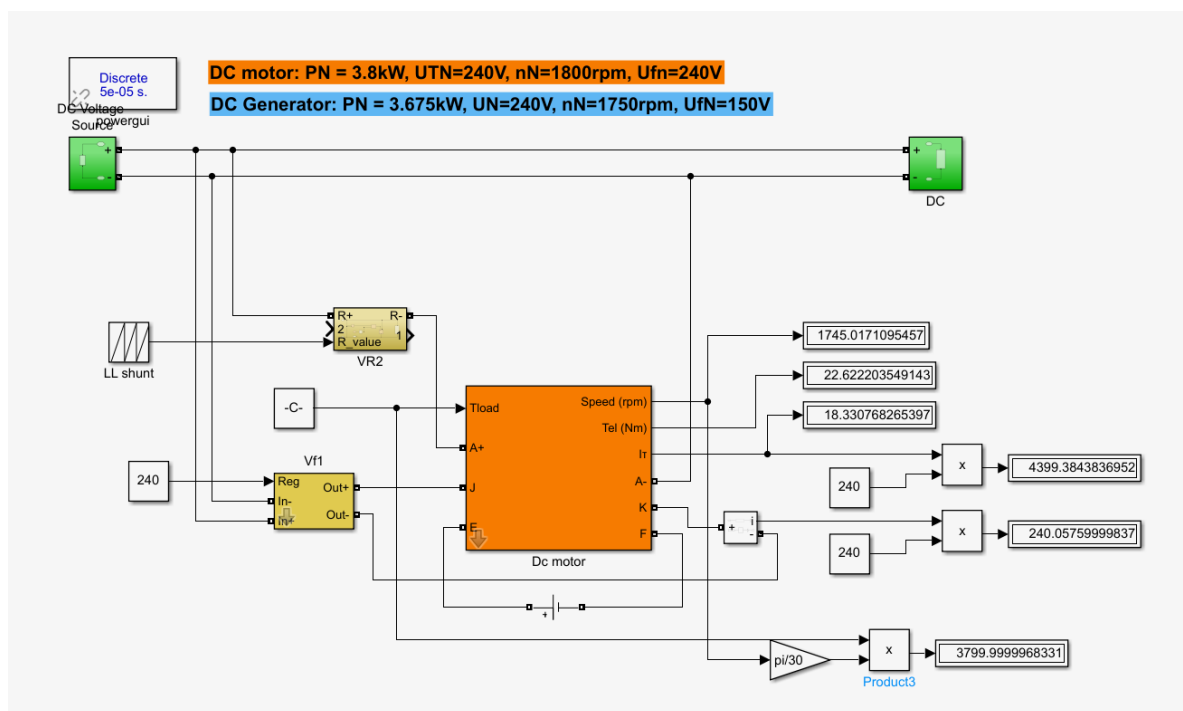 DC motor: PN = 3.8kW, UTN=240V, nN=1800rpm, Ufn=240V
DC Generator: PN = 3.675kW, UN=240V, nN=1750rpm, UfN=150V
Discrete
5e-05 s.
powergui
DC Voltage
Source
+
-
+
-
DC
LL shunt
R+
R-
2
1
R_value
VR2
1745.0171095457
22.622203549143
18.330768265397
-C-
Tload
A+
J
E
Speed (rpm)
Tel (Nm)
IT
A-
K
F
Dc motor
240
Vf1
Reg
In-
In+
Out+
Out-
+
i
-
240
x
4399.3843836952
240
x
240.05759999837
+
pi/30
x
Product3
3799.9999968331